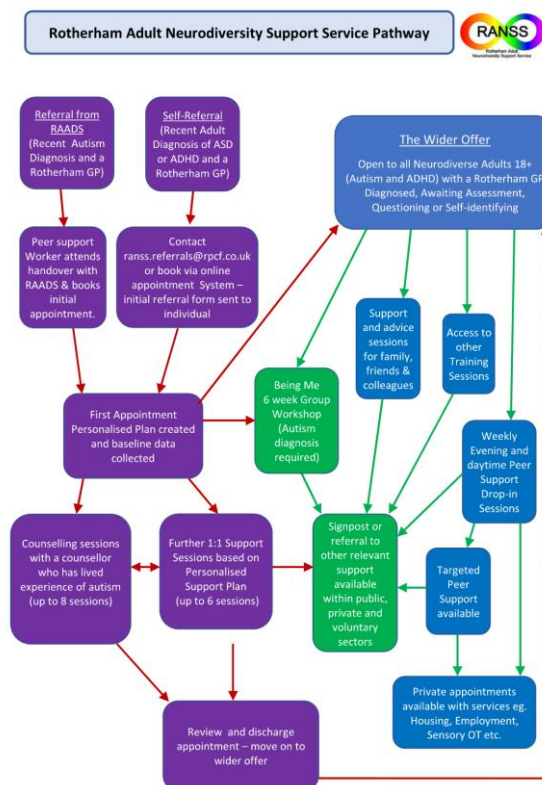 Rotherham Adult Neurodiversity Support Service Pathway
RANSS
Rotherham Adult
Neurodiversity Support Service
Referral from
RAADS
(Recent Autism
Diagnosis and a
Rotherham GP)
Self-Referral
(Recent Adult
Diagnosis of ASD
or ADHD and a
Rotherham GP)
The Wider Offer
Open to all Neurodiverse Adults 18+
(Autism and ADHD) with a Rotherham GP
Diagnosed, Awaiting Assessment,
Questioning or Self-identifying
Peer support
Worker attends
handover with
RAADS & books
initial
appointment.
Contact
ranss.referrals@rpcf.co.uk
or book via online
appointment System –
initial referral form sent to
individual
Support
and advice
sessions
for family,
friends &
colleagues
Access to
other
Training
Sessions
Being Me
6 week Group
Workshop
(Autism
diagnosis
required)
First Appointment
Personalised Plan created
and baseline data
collected
Weekly
Evening and
daytime Peer
Support
Drop-in
Sessions
Counselling sessions
with a counsellor
who has lived
experience of autism
(up to 8 sessions)
Further 1:1 Support
Sessions based on
Personalised
Support Plan
(up to 6 sessions)
Signpost or
referral to
other relevant
support
available
within public,
private and
voluntary
sectors
Targeted
Peer
Support
available
Private appointments
available with services eg.
Housing, Employment,
Sensory OT etc.
Review and discharge
appointment – move on to
wider offer